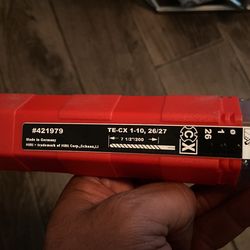 #421979
Made in Germany
Hilti = trademark of Hilti Corp., Schaan, LI
TE-CX 1-10, 26/27
7 1/2"/200
CX
1
26